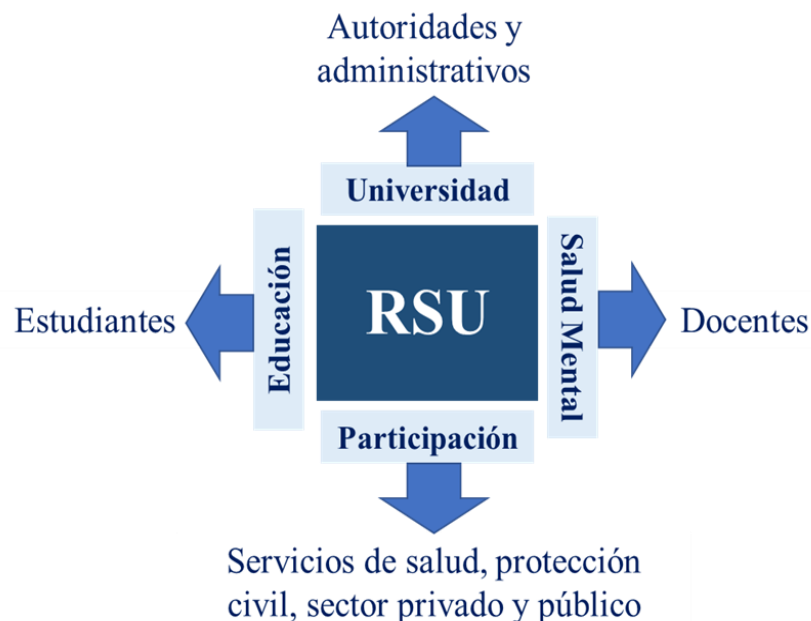 Autoridades y
administrativos
Universidad
Educación
RSU
Salud Mental
Estudiantes
Docentes
Participación
Servicios de salud, protección
civil, sector privado y público